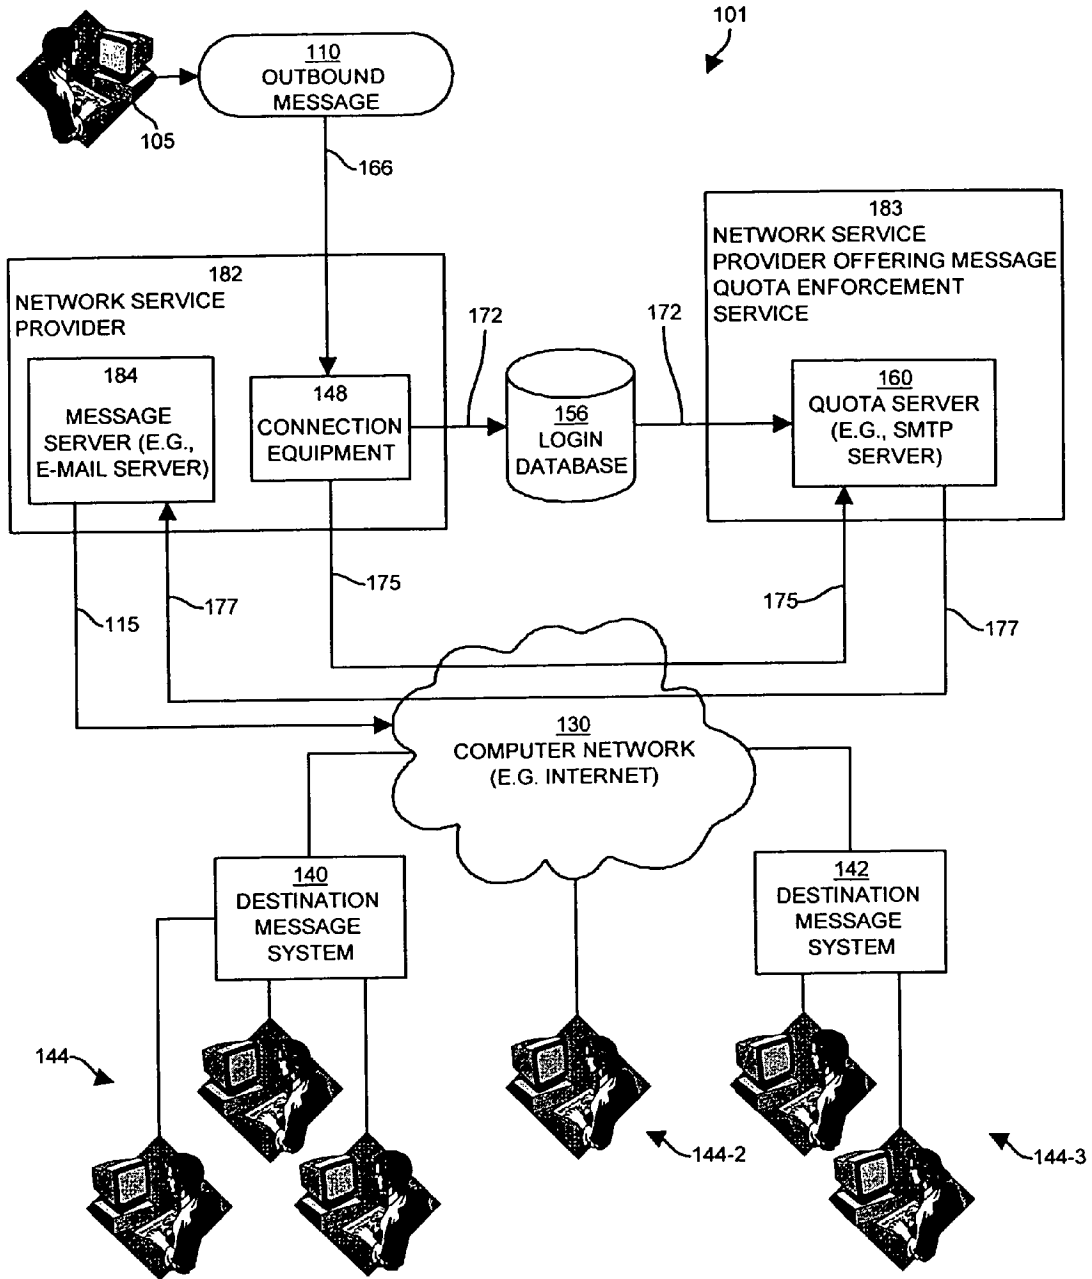 101
110
OUTBOUND
MESSAGE
105
166
183
NETWORK SERVICE
PROVIDER OFFERING MESSAGE
QUOTA ENFORCEMENT
SERVICE
182
NETWORK SERVICE
PROVIDER
172
172
184
MESSAGE
SERVER (E.G.,
E-MAIL SERVER)
148
CONNECTION
EQUIPMENT
156
LOGIN
DATABASE
160
QUOTA SERVER
(E.G., SMTP
SERVER)
115
177
175
175
177
130
COMPUTER NETWORK
(E.G. INTERNET)
140
DESTINATION
MESSAGE
SYSTEM
142
DESTINATION
MESSAGE
SYSTEM
144
144-2
144-3